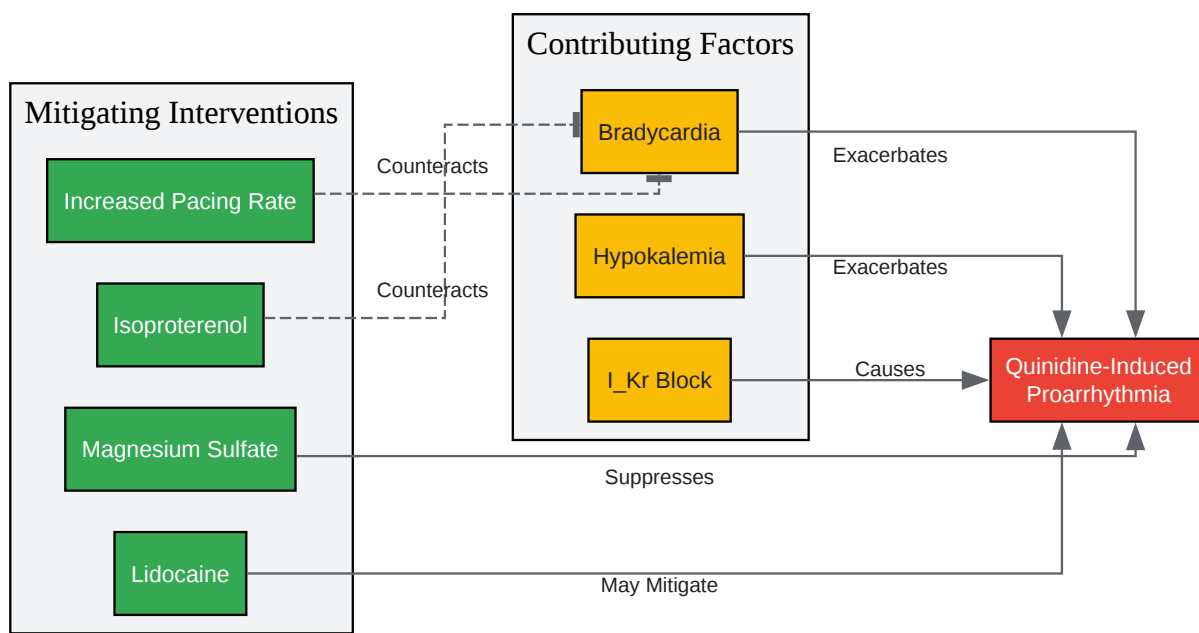 Mitigating Interventions
Increased Pacing Rate
Isoproterenol
Magnesium Sulfate
Lidocaine
Counteracts
Counteracts
Contributing Factors
Bradycardia
Hypokalemia
I_Kr Block
Exacerbates
Exacerbates
Causes
Suppresses
May Mitigate
Quinidine-Induced
Proarrhythmia